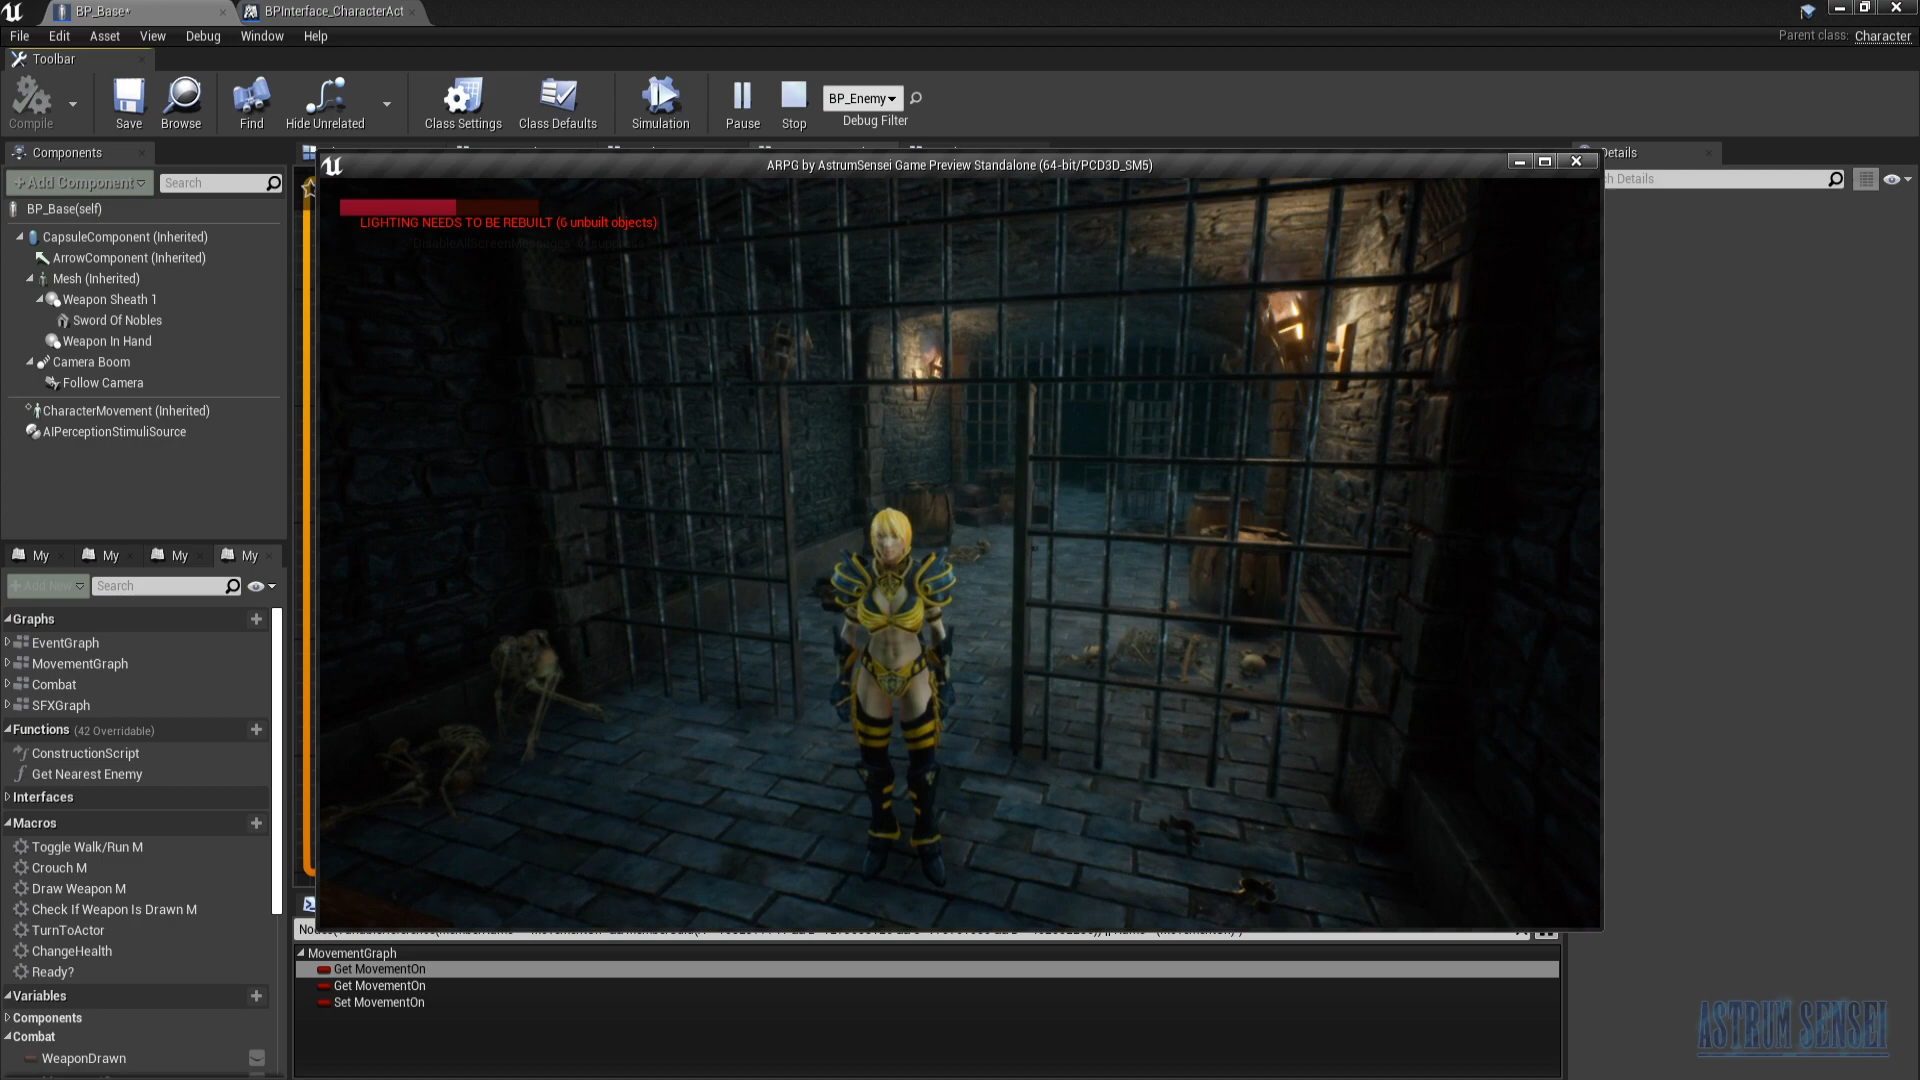 BP_Base*
BPInterface_CharacterAct
File Edit Asset View Debug Window Help
Parent class: Character
Toolbar
Compile
Save
Browse
Find
Hide Unrelated
Class Settings
Class Defaults
Simulation
Pause
Stop
BP_Enemy
Debug Filter
Components
Details
ARPG by AstrumSensei Game Preview Standalone (64-bit/PCD3D_SM5)
+Add Component
Search
ch Details
BP_Base(self)
LIGHTING NEEDS TO BE REBUILT (6 unbuilt objects)
CapsuleComponent (Inherited)
ArrowComponent (Inherited)
Mesh (Inherited)
Weapon Sheath 1
Sword Of Nobles
Weapon In Hand
Camera Boom
Follow Camera
CharacterMovement (Inherited)
AIPerceptionStimuliSource
My My My My
+Add New
Search
Graphs
EventGraph
MovementGraph
Combat
SFXGraph
Functions (42 Overridable)
ConstructionScript
Get Nearest Enemy
Interfaces
Macros
Toggle Walk/Run M
Crouch M
Draw Weapon M
Check If Weapon Is Drawn M
TurnToActor
ChangeHealth
Ready?
Variables
Components
Combat
WeaponDrawn
MovementGraph
Get MovementOn
Get MovementOn
Set MovementOn
ASTRUM SENSEI